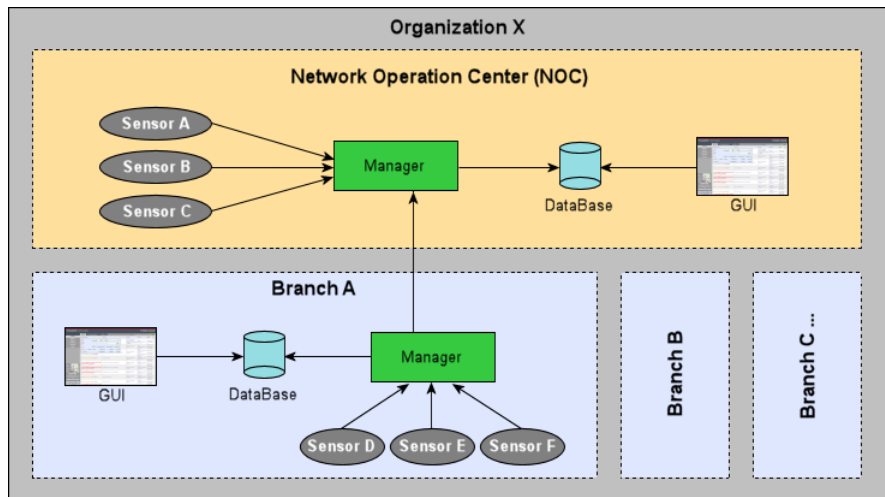 Organization X
Network Operation Center (NOC)
Sensor A
Sensor B
Sensor C
Manager
DataBase
GUI
Branch A
GUI
DataBase
Manager
Sensor D
Sensor E
Sensor F
Branch B
Branch C ...